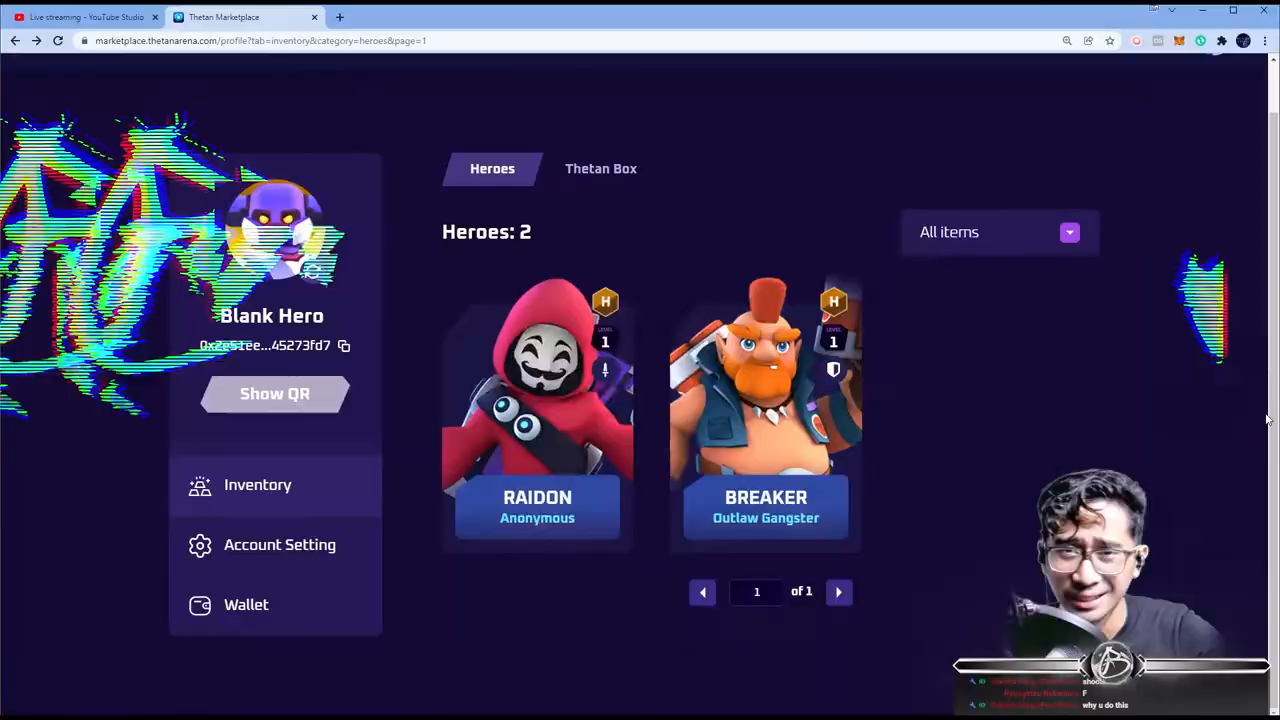 Live streaming - YouTube Studio
Thetan Marketplace
marketplace.thetanarena.com/profile?tab=inventory&category=heroes&page=1
Heroes
Thetan Box
Heroes: 2
All items
Blank Hero
Show QR
Inventory
Account Setting
Wallet
H
LEVEL
1
RAIDON
Anonymous
H
LEVEL
1
BREAKER
Outlaw Gangster
1
of 1
F
why u do this